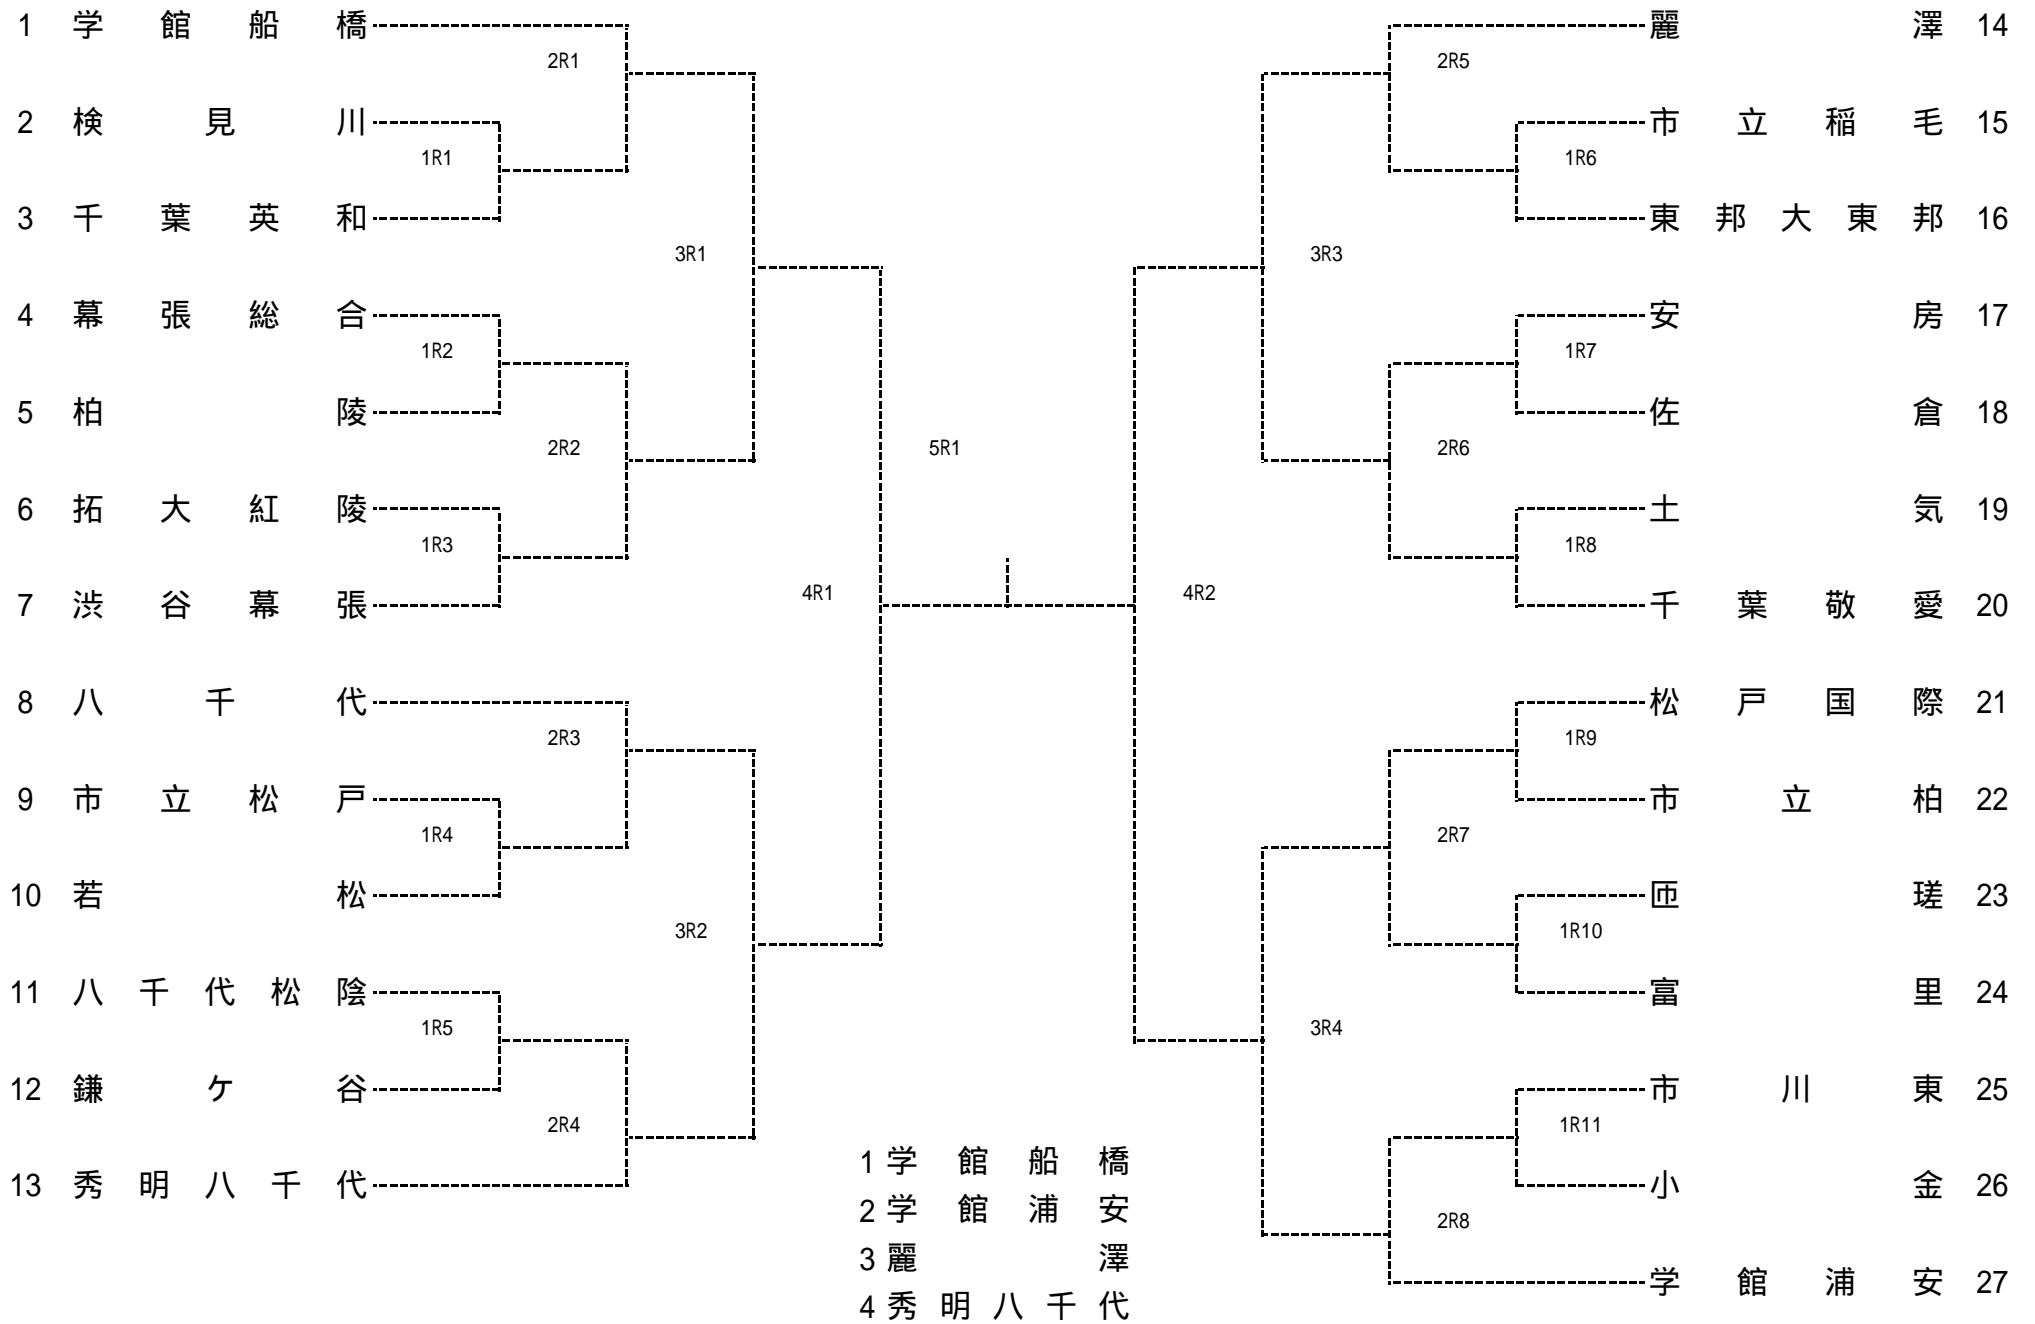 1 学館船橋
2R1
2 検見川
1R1
3 千葉英和
3R1
4 幕張総合
1R2
5 柏陵
2R2
6 拓大紅陵
1R3
7 渋谷幕張
4R1
8 八千代
2R3
9 市立松戸
1R4
10 若松
3R2
11 八千代松陰
1R5
12 鎌ケ谷
2R4
13 秀明八千代
5R1
1 学館船橋
2 学館浦安
3 麗澤
4 秀明八千代
麗澤 14
2R5
市立稲毛 15
1R6
東邦大東邦 16
3R3
安房 17
1R7
佐倉 18
2R6
土気 19
1R8
千葉敬愛 20
4R2
松戸国際 21
1R9
市立柏 22
2R7
匝瑳 23
1R10
富里 24
3R4
市川東 25
1R11
小金 26
2R8
学館浦安 27